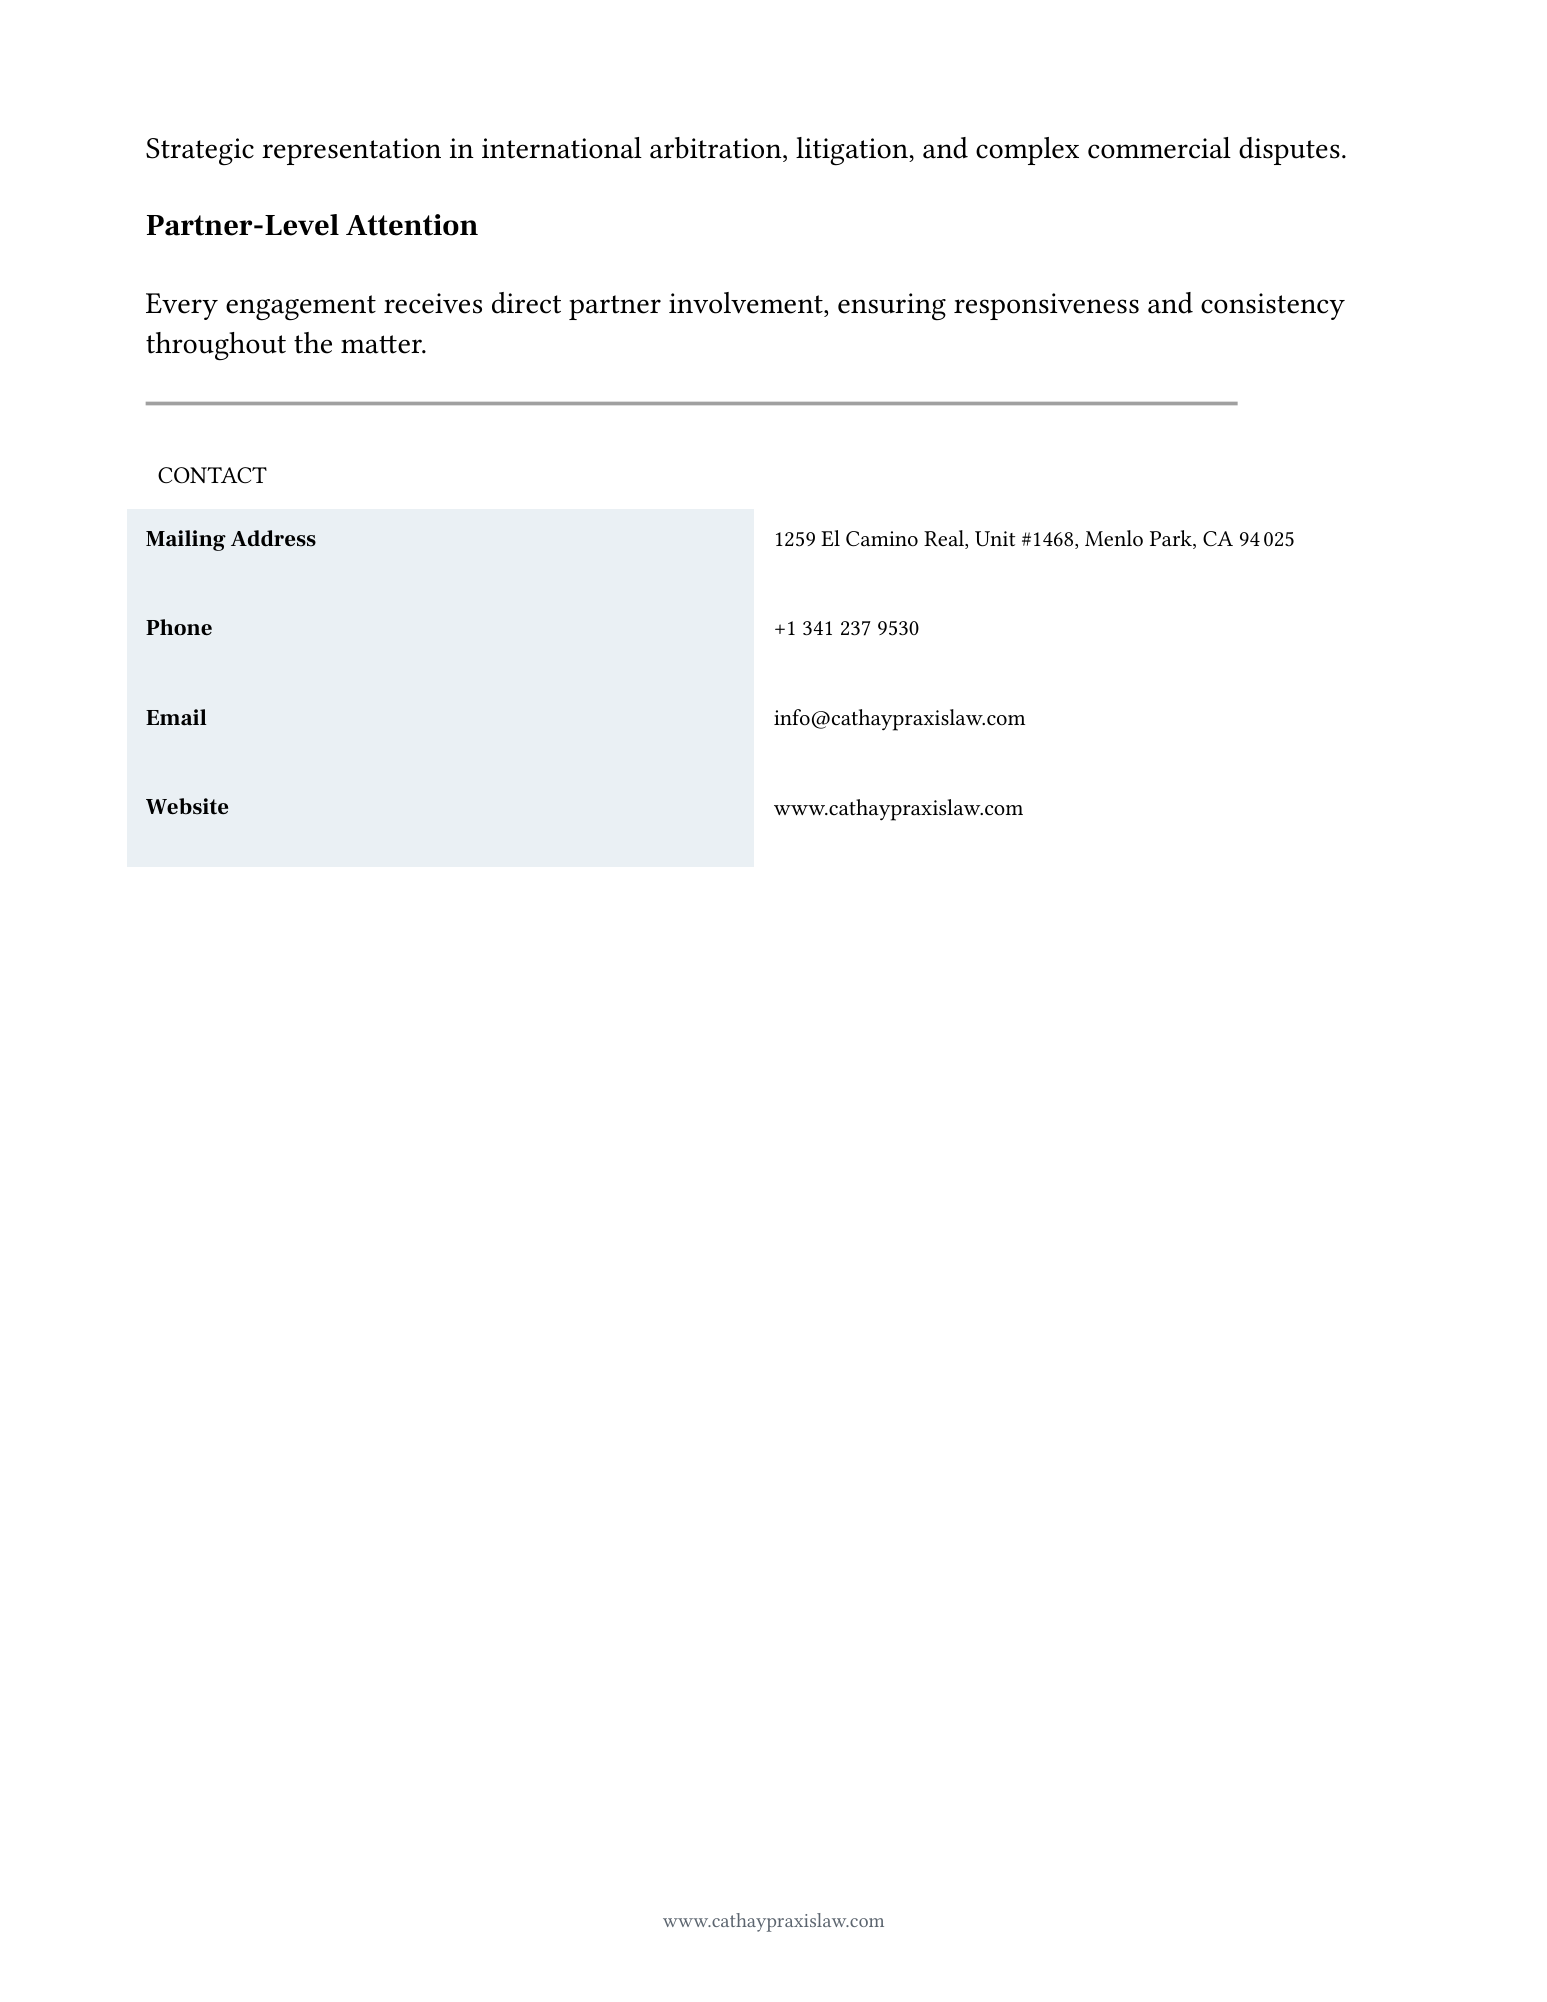 Strategic representation in international arbitration, litigation, and complex commercial disputes.
Partner-Level Attention
Every engagement receives direct partner involvement, ensuring responsiveness and consistency
throughout the matter.
CONTACT
Mailing Address 1259 El Camino Real, Unit #1468, Menlo Park, CA 94025
Phone +1 341 237 9530
Email info@cathaypraxislaw.com
Website www.cathaypraxislaw.com
www.cathaypraxislaw.com